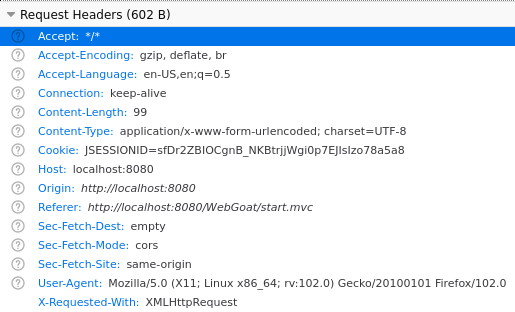 Request Headers (602 B)
Accept: */*
Accept-Encoding: gzip, deflate, br
Accept-Language: en-US,en;q=0.5
Connection: keep-alive
Content-Length: 99
Content-Type: application/x-www-form-urlencoded; charset=UTF-8
Cookie: JSESSIONID=sfDr2ZBIOCgnB_NKBtrjjWgi0p7EJIsIzo78a5a8
Host: localhost:8080
Origin: http://localhost:8080
Referer: http://localhost:8080/WebGoat/start.mvc
Sec-Fetch-Dest: empty
Sec-Fetch-Mode: cors
Sec-Fetch-Site: same-origin
User-Agent: Mozilla/5.0 (X11; Linux x86_64; rv:102.0) Gecko/20100101 Firefox/102.0
X-Requested-With: XMLHttpRequest